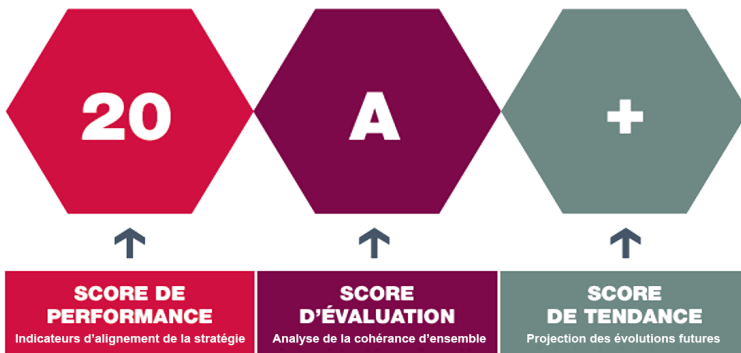 20
A
+
SCORE DE
PERFORMANCE
Indicateurs d'alignement de la stratégie
SCORE
D'ÉVALUATION
Analyse de la cohérance d'ensemble
SCORE
DE TENDANCE
Projection des évolutions futures